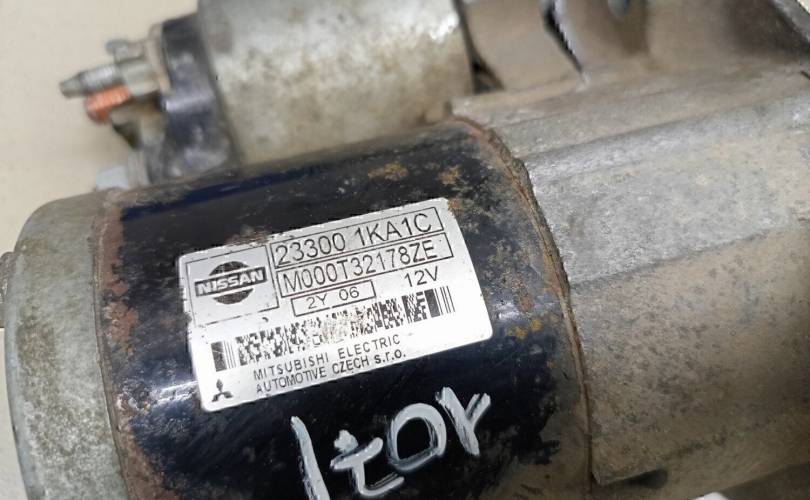 NISSAN
23300 1KA1C
M000T32178ZE
2Y 06 12V
MITSUBISHI ELECTRIC
AUTOMOTIVE CZECH s.r.o.